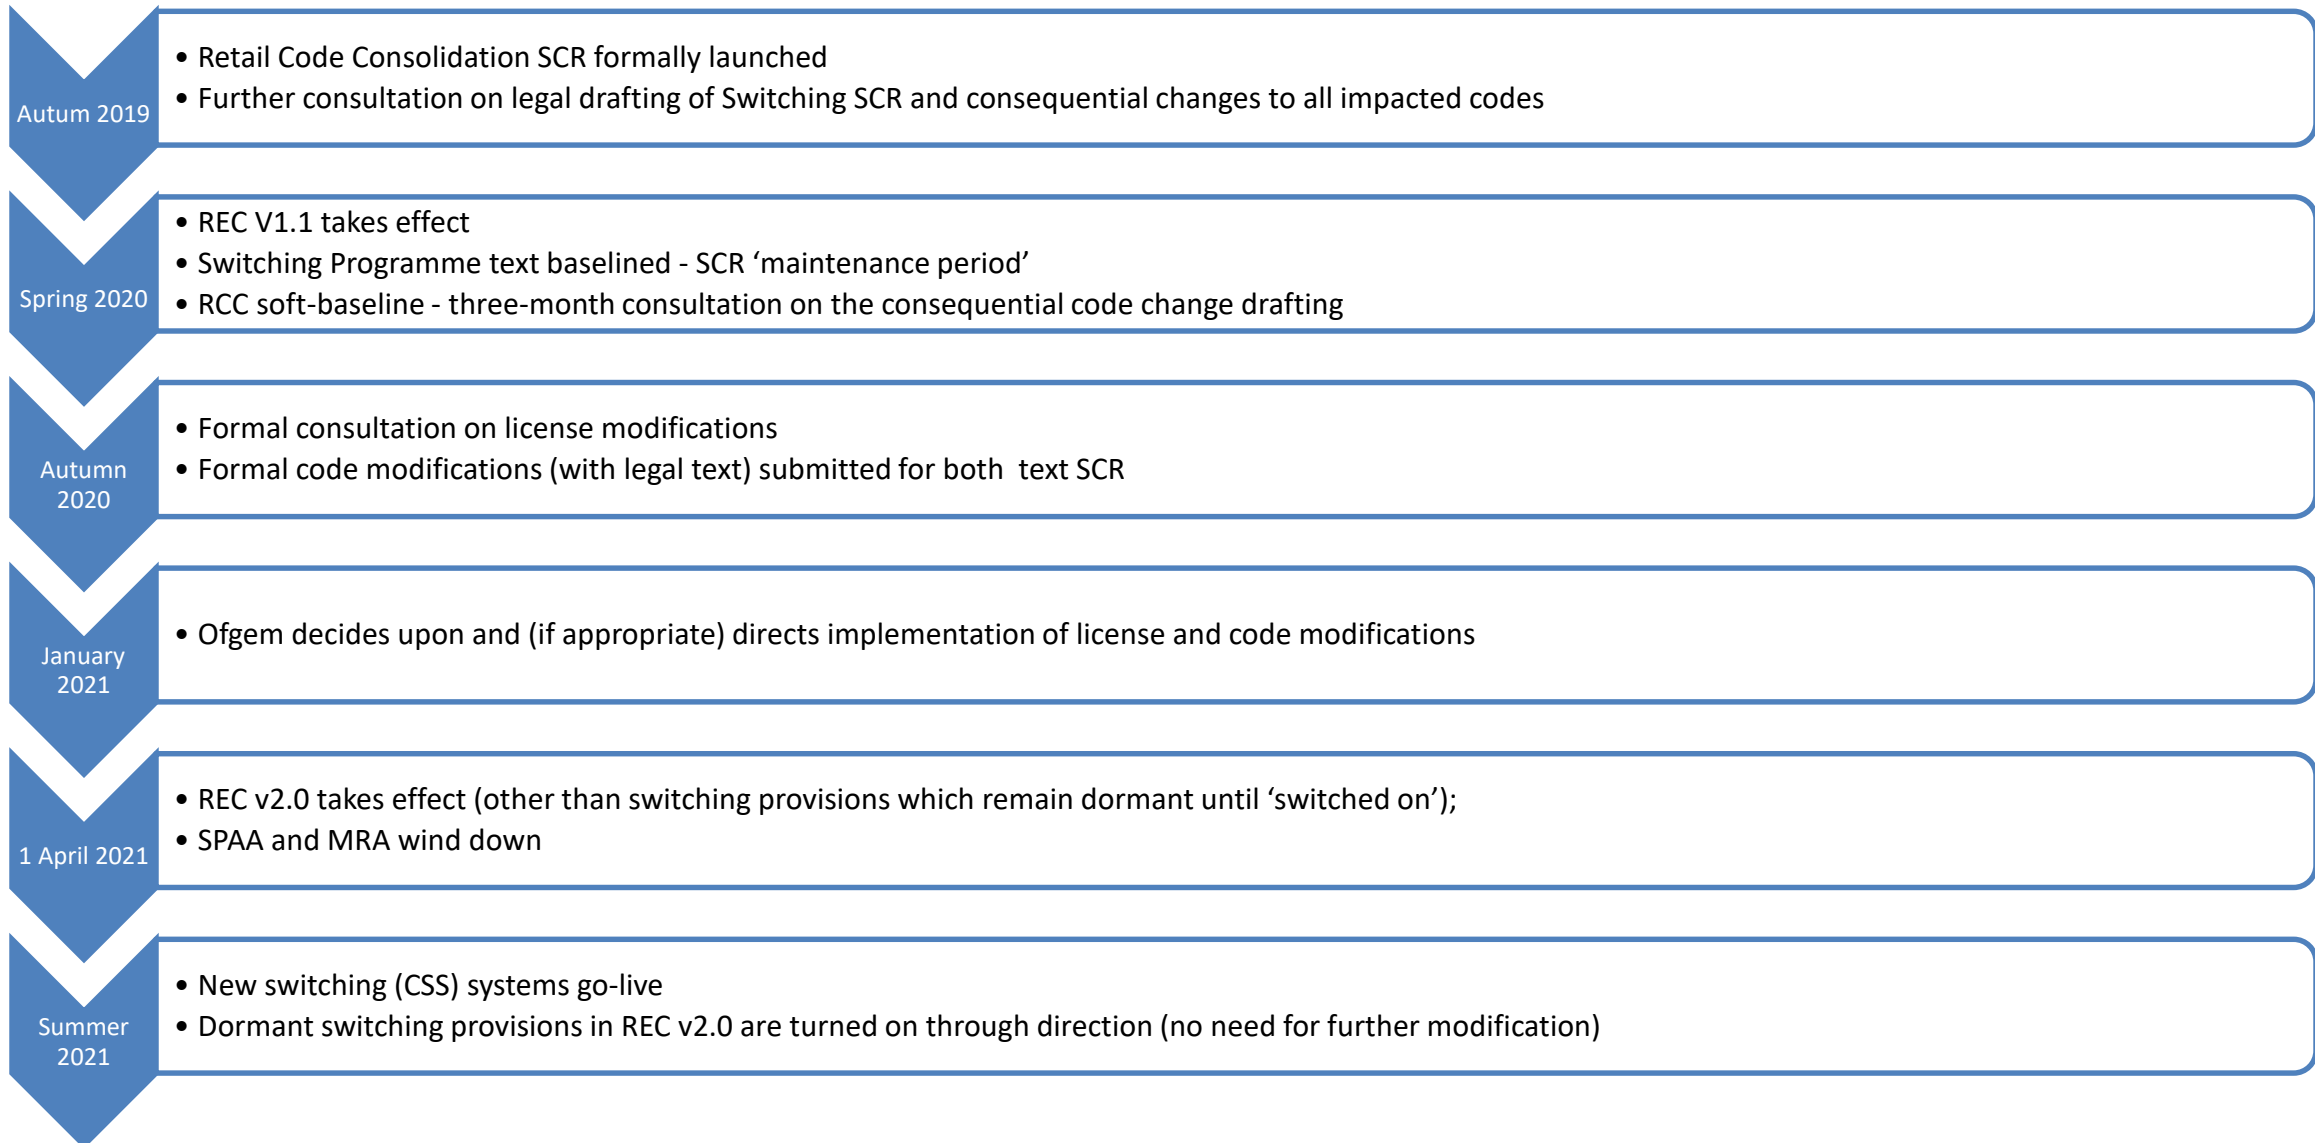 Autum 2019
• Retail Code Consolidation SCR formally launched
• Further consultation on legal drafting of Switching SCR and consequential changes to all impacted codes
Spring 2020
• REC V1.1 takes effect
• Switching Programme text baselined - SCR ‘maintenance period’
• RCC soft-baseline - three-month consultation on the consequential code change drafting
Autumn
2020
• Formal consultation on license modifications
• Formal code modifications (with legal text) submitted for both  text SCR
January
2021
• Ofgem decides upon and (if appropriate) directs implementation of license and code modifications
1 April 2021
• REC v2.0 takes effect (other than switching provisions which remain dormant until ‘switched on’);
• SPAA and MRA wind down
Summer
2021
• New switching (CSS) systems go-live
• Dormant switching provisions in REC v2.0 are turned on through direction (no need for further modification)